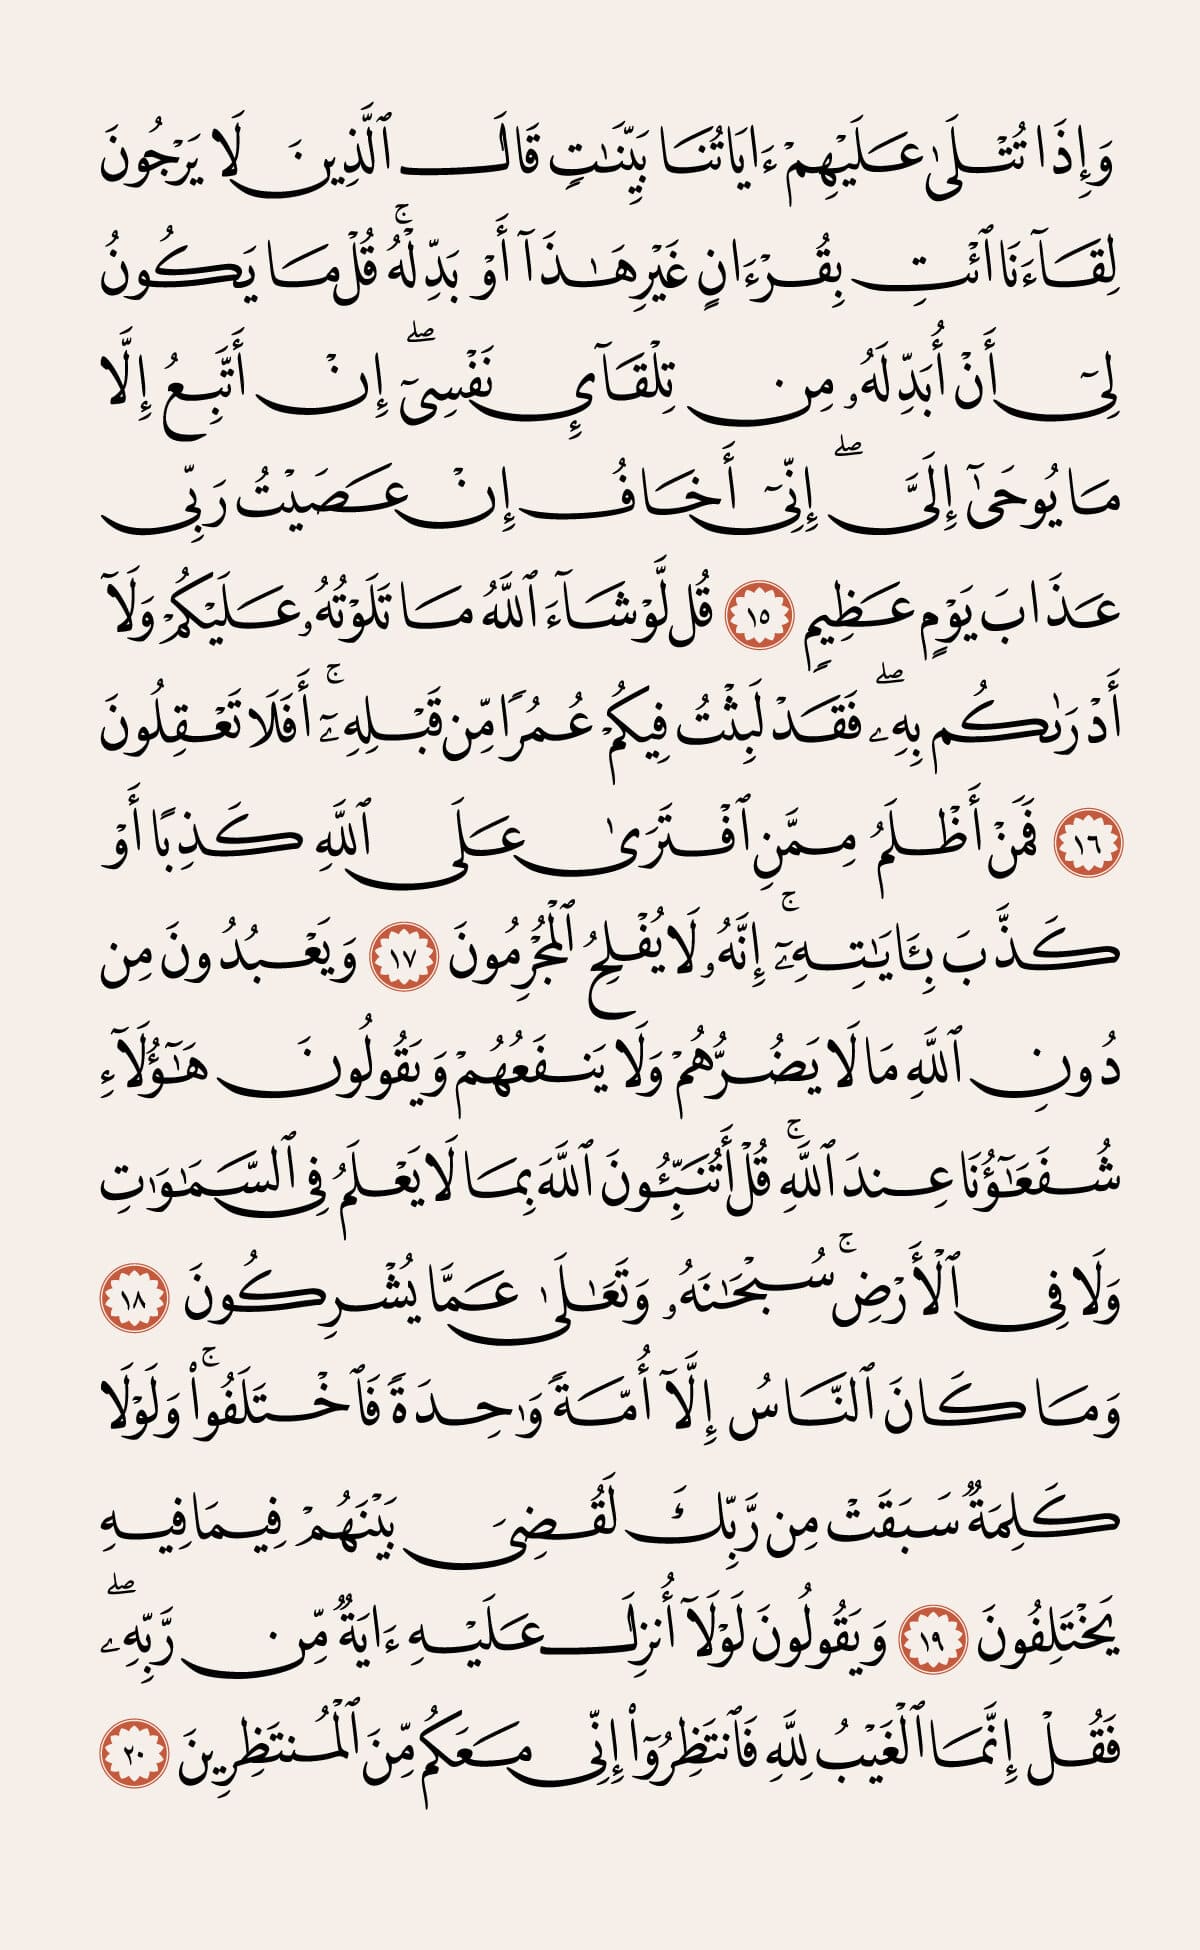 وَإِذَا تُتْلَىٰ عَلَيْهِمْ ءَايَاتُنَا بَيِّنَٰتٍ قَالَ ٱلَّذِينَ لَا يَرْجُونَ
لِقَآءَنَا ٱئْتِ بِقُرْءَانٍ غَيْرِ هَٰذَآ أَوْ بَدِّلْهُ ۚ قُلْ مَا يَكُونُ
لِىٓ أَنْ أُبَدِّلَهُۥ مِن تِلْقَآئِ نَفْسِىٓ ۖ إِنْ أَتَّبِعُ إِلَّا
مَا يُوحَىٰٓ إِلَىَّ ۖ إِنِّىٓ أَخَافُ إِنْ عَصَيْتُ رَبِّى
عَذَابَ يَوْمٍ عَظِيمٍ ١٥ قُل لَّوْ شَآءَ ٱللَّهُ مَا تَلَوْتُهُۥ عَلَيْكُمْ وَلَآ
أَدْرَىٰكُم بِهِۦ ۖ فَقَدْ لَبِثْتُ فِيكُمْ عُمُرًا مِّن قَبْلِهِۦٓ ۚ أَفَلَا تَعْقِلُونَ
١٦ فَمَنْ أَظْلَمُ مِمَّنِ ٱفْتَرَىٰ عَلَى ٱللَّهِ كَذِبًا أَوْ
كَذَّبَ بِـَٔايَٰتِهِۦٓ ۚ إِنَّهُۥ لَا يُفْلِحُ ٱلْمُجْرِمُونَ ١٧ وَيَعْبُدُونَ مِن
دُونِ ٱللَّهِ مَا لَا يَضُرُّهُمْ وَلَا يَنفَعُهُمْ وَيَقُولُونَ هَٰٓؤُلَآءِ
شُفَعَٰٓؤُنَا عِندَ ٱللَّهِ ۚ قُلْ أَتُنَبِّـُٔونَ ٱللَّهَ بِمَا لَا يَعْلَمُ فِى ٱلسَّمَٰوَٰتِ
وَلَا فِى ٱلْأَرْضِ ۚ سُبْحَٰنَهُۥ وَتَعَٰلَىٰ عَمَّا يُشْرِكُونَ ١٨
وَمَا كَانَ ٱلنَّاسُ إِلَّآ أُمَّةً وَٰحِدَةً فَٱخْتَلَفُوا۟ ۚ وَلَوْلَا
كَلِمَةٌ سَبَقَتْ مِن رَّبِّكَ لَقُضِىَ بَيْنَهُمْ فِيمَا فِيهِ
يَخْتَلِفُونَ ١٩ وَيَقُولُونَ لَوْلَآ أُنزِلَ عَلَيْهِ ءَايَةٌ مِّن رَّبِّهِۦ ۖ
فَقُلْ إِنَّمَا ٱلْغَيْبُ لِلَّهِ فَٱنتَظِرُوٓا۟ إِنِّى مَعَكُم مِّنَ ٱلْمُنتَظِرِينَ ٢٠